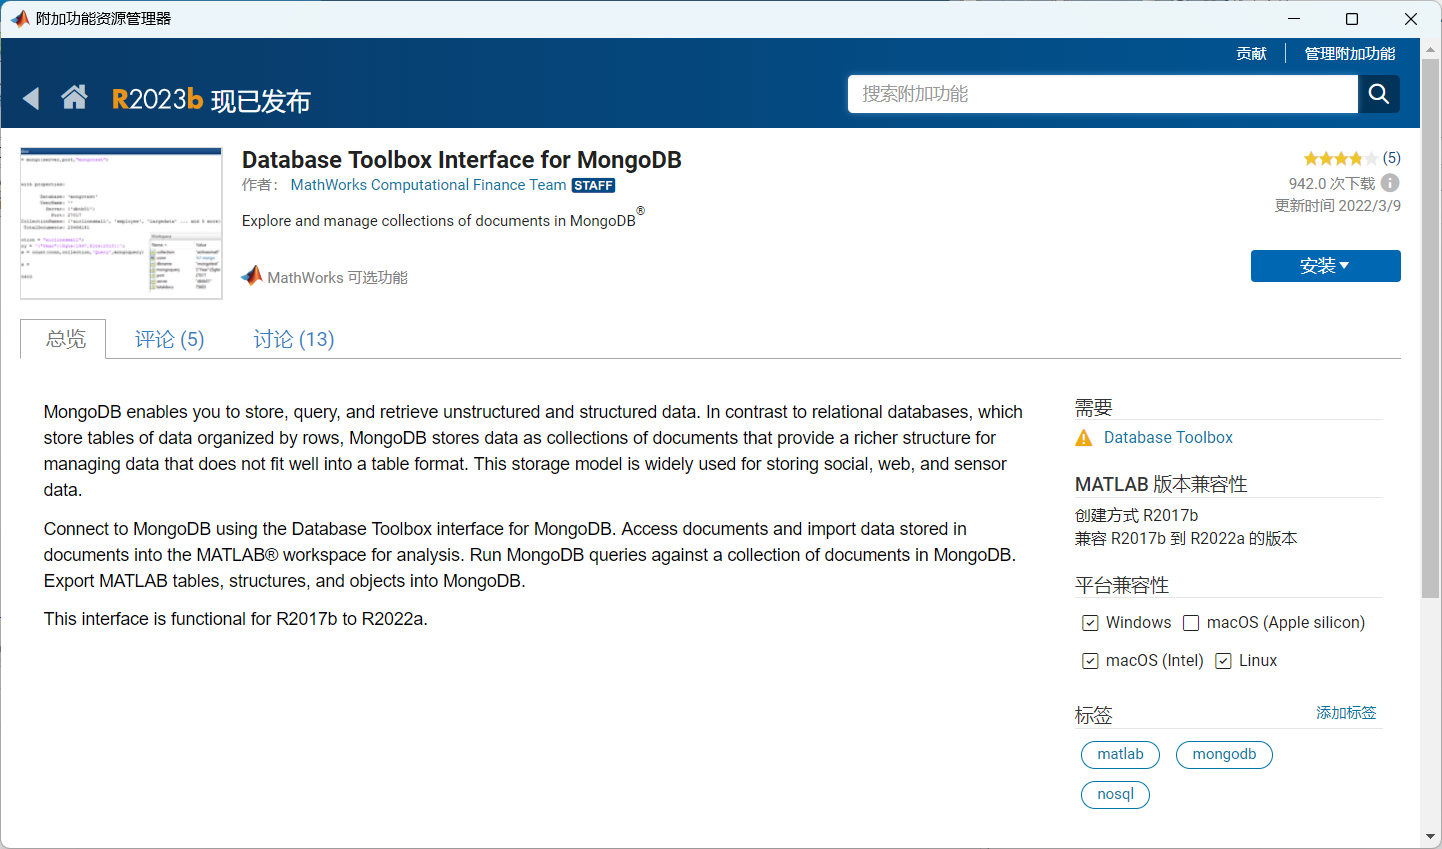 附加功能资源管理器
贡献
管理附加功能
R2023b 现已发布
搜索附加功能
Database Toolbox Interface for MongoDB
(5)
作者： MathWorks Computational Finance Team STAFF
942.0 次下载
更新时间 2022/3/9
Explore and manage collections of documents in MongoDB®
MathWorks 可选功能
安装
总览
评论 (5)
讨论 (13)
MongoDB enables you to store, query, and retrieve unstructured and structured data. In contrast to relational databases, which
store tables of data organized by rows, MongoDB stores data as collections of documents that provide a richer structure for
managing data that does not fit well into a table format. This storage model is widely used for storing social, web, and sensor
data.
Connect to MongoDB using the Database Toolbox interface for MongoDB. Access documents and import data stored in
documents into the MATLAB® workspace for analysis. Run MongoDB queries against a collection of documents in MongoDB.
Export MATLAB tables, structures, and objects into MongoDB.
This interface is functional for R2017b to R2022a.
需要
Database Toolbox
MATLAB 版本兼容性
创建方式 R2017b
兼容 R2017b 到 R2022a 的版本
平台兼容性
Windows
macOS (Apple silicon)
macOS (Intel)
Linux
标签
添加标签
matlab
mongodb
nosql